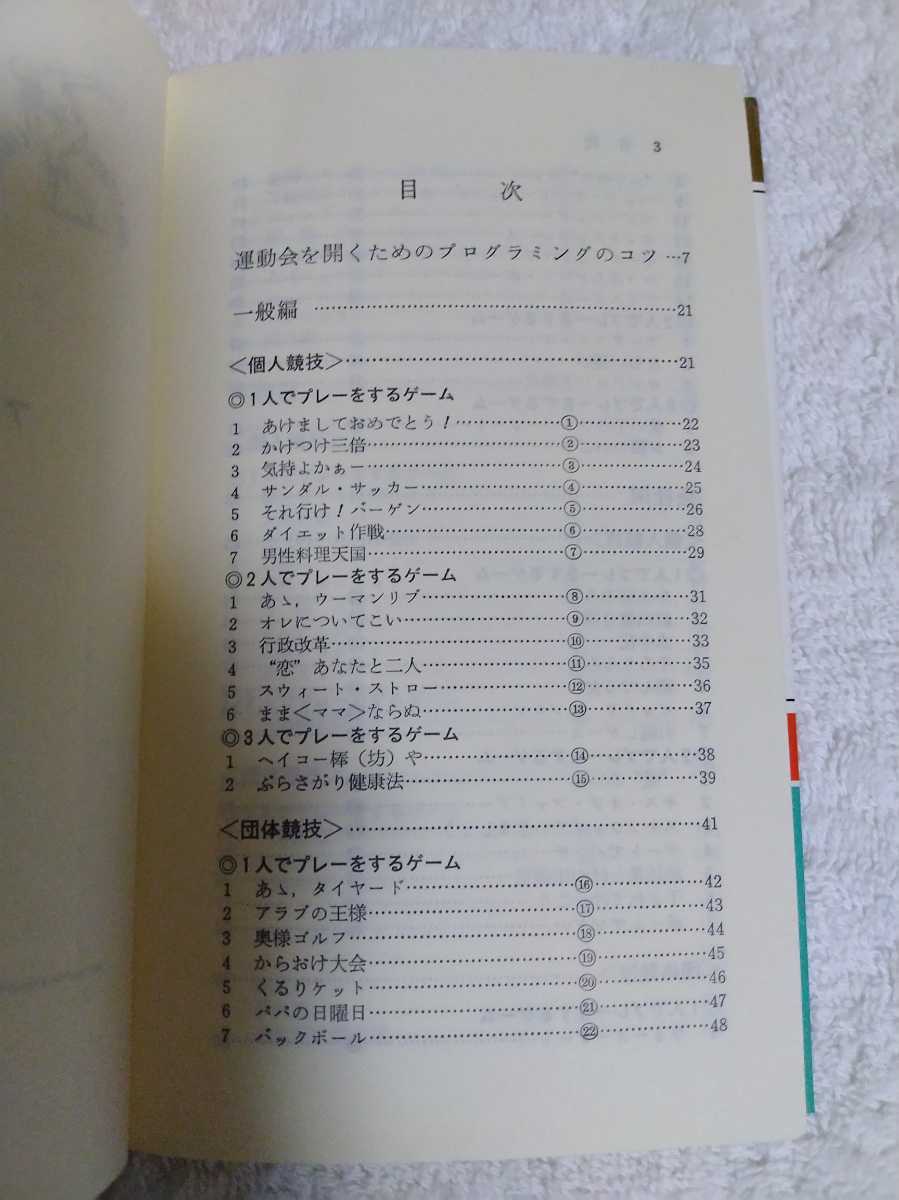 3
目　次
運動会を開くためのプログラミングのコツ…7
一般編……………21
＜個人競技＞……………21
◎1人でプレーをするゲーム
1 あけましておめでとう！……………①……………22
2 かけつけ三倍……………②……………23
3 気持よかぁー……………③……………24
4 サンダル・サッカー……………④……………25
5 それ行け！バーゲン……………⑤……………26
6 ダイエット作戦……………⑥……………28
7 男性料理天国……………⑦……………29
◎2人でプレーをするゲーム
1 あゝ，ウーマンリブ……………⑧……………31
2 オレについてこい……………⑨……………32
3 行政改革……………⑩……………33
4 “恋”あなたと二人……………⑪……………35
5 スウィート・ストロー……………⑫……………36
6 まま＜ママ＞ならぬ……………⑬……………37
◎3人でプレーをするゲーム
1 ヘイコー棒（坊）や……………⑭……………38
2 ぶらさがり健康法……………⑮……………39
＜団体競技＞……………41
◎1人でプレーをするゲーム
1 あゝ，タイヤード……………⑯……………42
2 アラブの王様……………⑰……………43
3 奥様ゴルフ……………⑱……………44
4 からおけ大会……………⑲……………45
5 くるりケット……………⑳……………46
6 パパの日曜日……………㉑……………47
7 バックボール……………㉒……………48